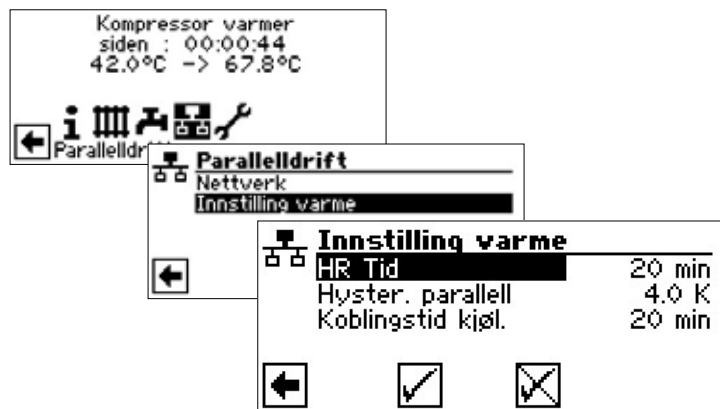 Kompressor varmer
siden : 00:00:44
42.0°C -> 67.8°C
Paralleldr
Parallelldrift
Nettverk
Innstilling varme
Innstilling varme
HR Tid 20 min
Hyster. parallell 4.0 K
Koblingstid kjøl. 20 min